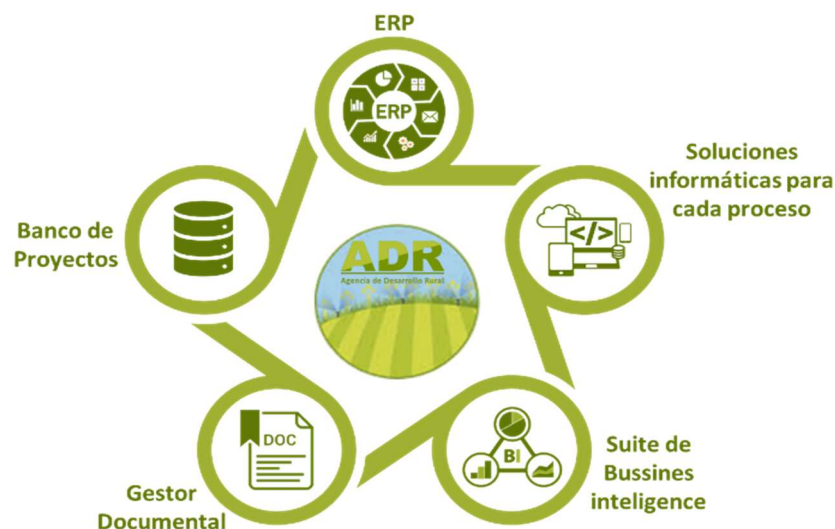 ERP
ERP
Soluciones
informáticas para
cada proceso
</>
Banco de
Proyectos
ADR
Agencia de Desarrollo Rural
DOC
BI
Suite de
Bussines
inteligence
Gestor
Documental